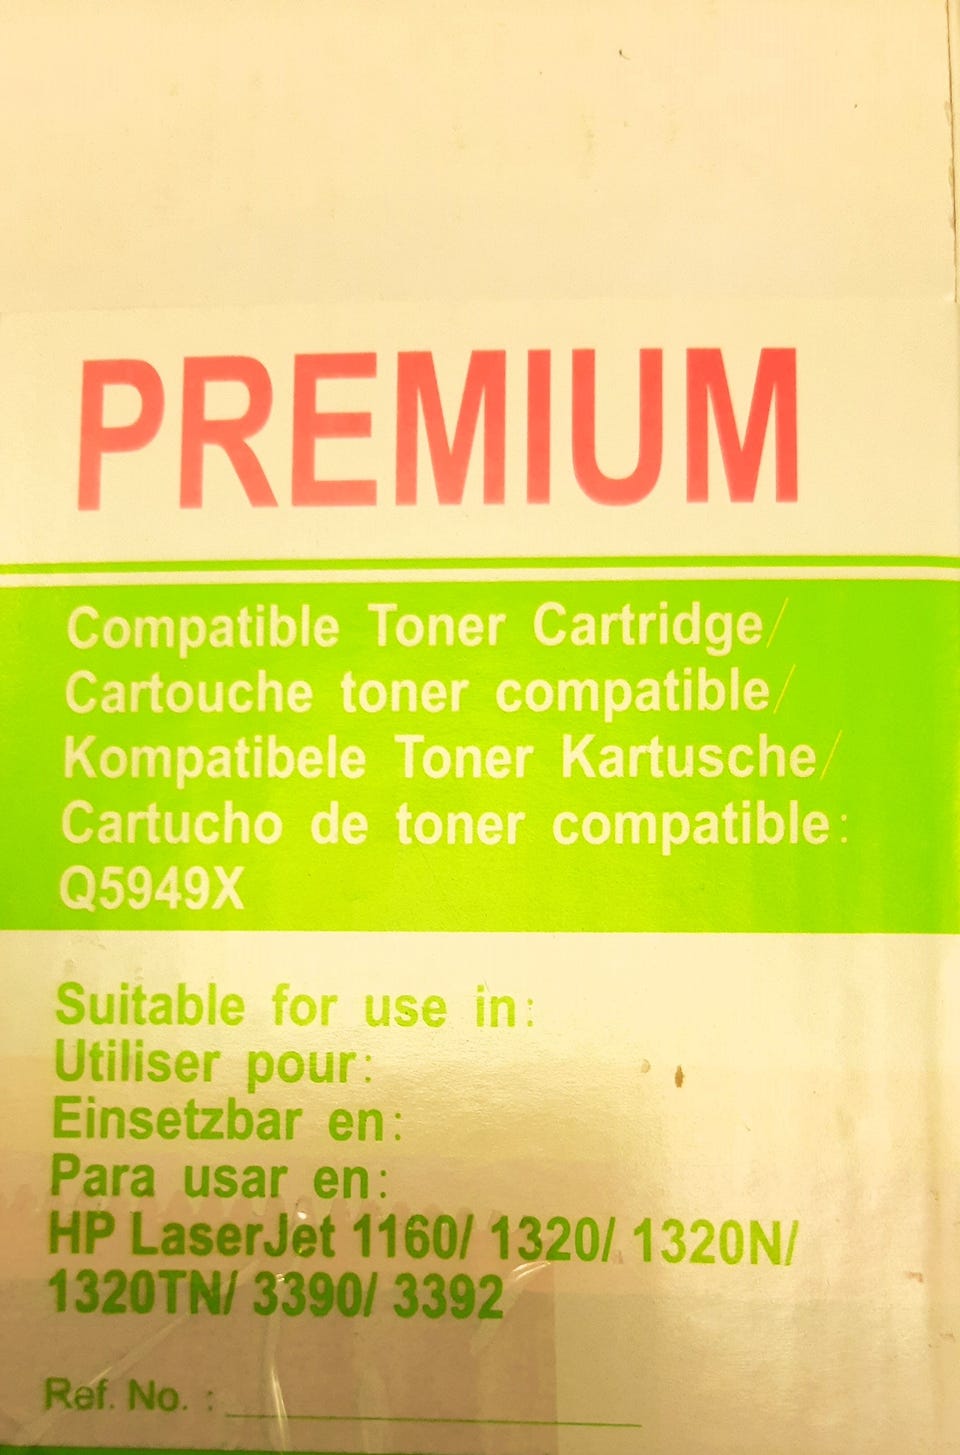 PREMIUM
Compatible Toner Cartridge/
Cartouche toner compatible/
Kompatibele Toner Kartusche/
Cartucho de toner compatible:
Q5949X
Suitable for use in:
Utiliser pour:
Einsetzbar en:
Para usar en:
HP LaserJet 1160/ 1320/ 1320N/
1320TN/ 3390/ 3392
Ref. No. :